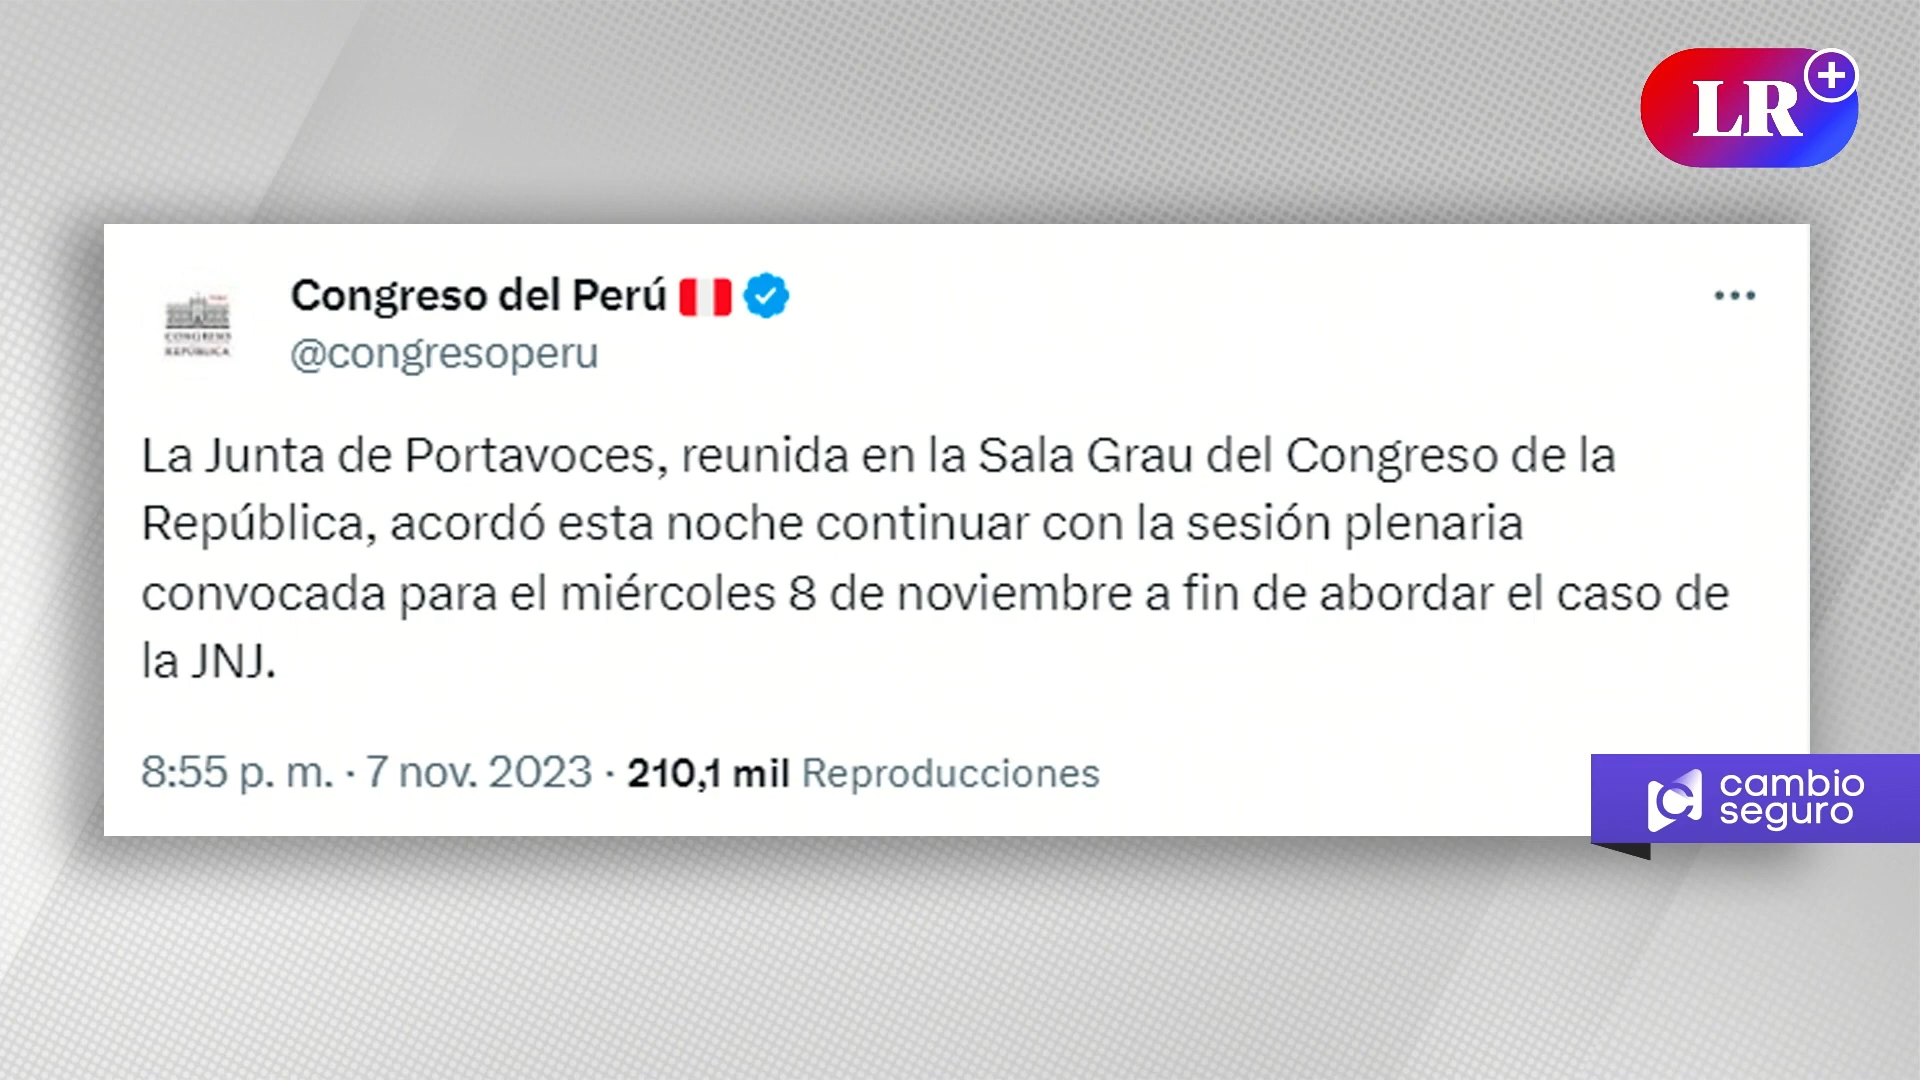 LR+
Congreso del Perú
@congresoperu
CONGRESO
REPÚBLICA
La Junta de Portavoces, reunida en la Sala Grau del Congreso de la
República, acordó esta noche continuar con la sesión plenaria
convocada para el miércoles 8 de noviembre a fin de abordar el caso de
la JNJ.
8:55 p. m. · 7 nov. 2023 · 210,1 mil Reproducciones
cambio
seguro